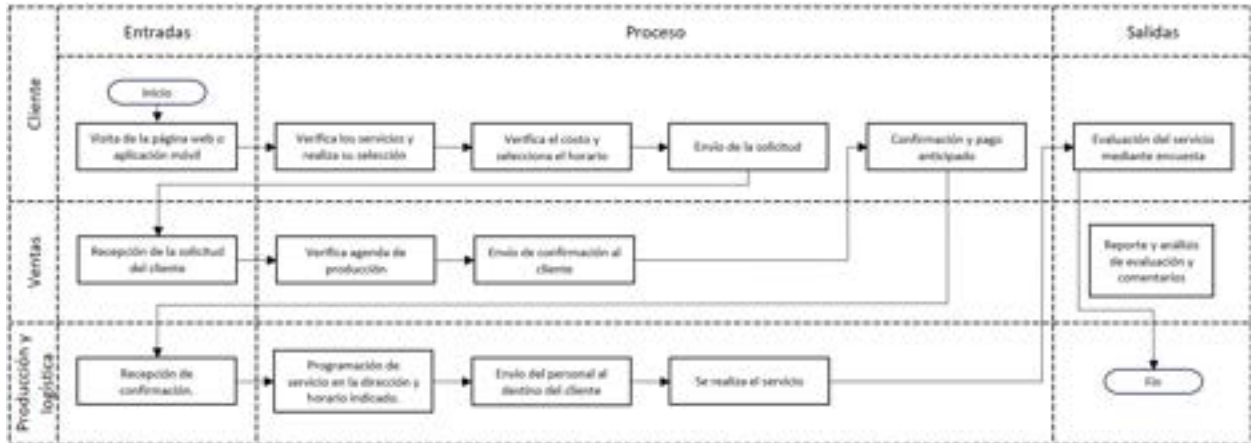 Entradas
Proceso
Salidas
Cliente
Inicio
Visita de la página web o
aplicación móvil
Verifica los servicios y
realiza su selección
Verifica el costo y
selecciona el horario
Envío de la solicitud
Confirmación y pago
anticipado
Evaluación del servicio
mediante encuesta
Ventas
Recepción de la solicitud
del cliente
Verifica agenda de
producción
Envío de confirmación al
cliente
Reporte y análisis
de evaluación y
comentarios
Producción y
logística
Recepción de
confirmación.
Programación de
servicio en la dirección y
horario indicado.
Envío del personal al
destino del cliente
Se realiza el servicio
Fin